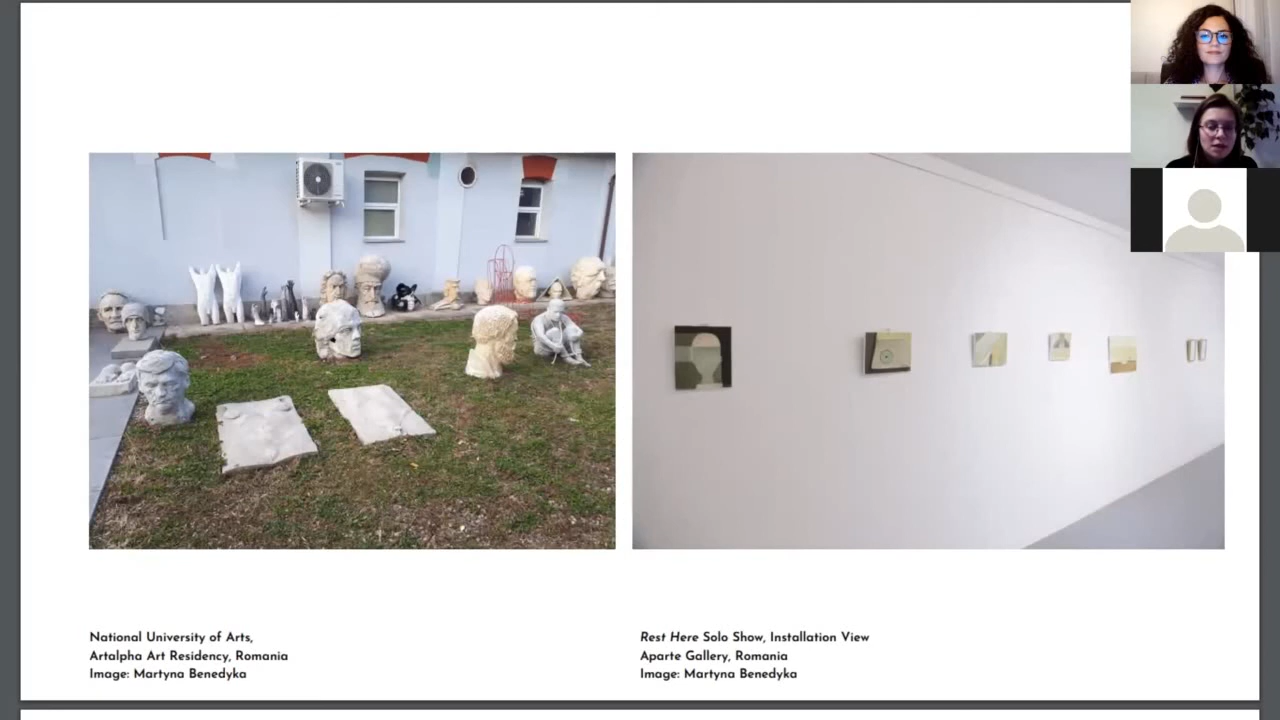 National University of Arts,
Artalpha Art Residency, Romania
Image: Martyna Benedyka
Rest Here Solo Show, Installation View
Aparte Gallery, Romania
Image: Martyna Benedyka